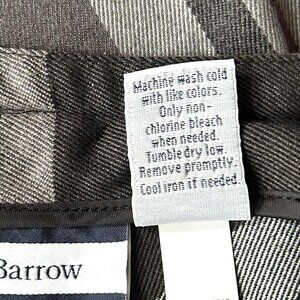 Machine wash cold
with like colors.
Only non-
chlorine bleach
when needed.
Tumble dry low.
Remove promptly.
Cool iron if needed.
Barrow